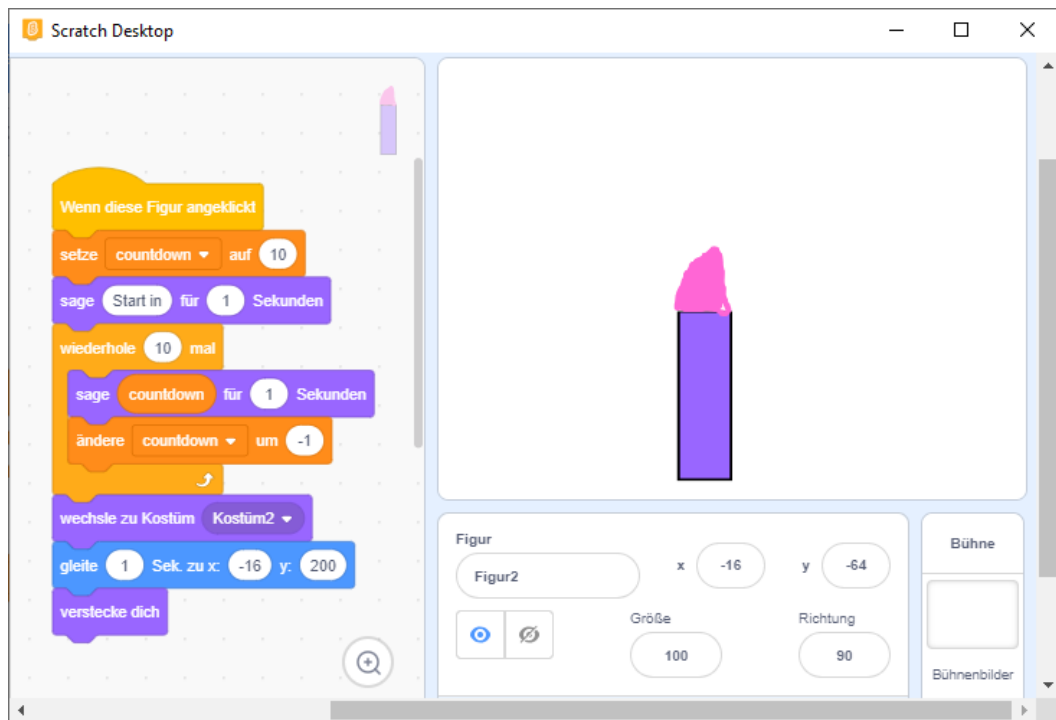 Scratch Desktop
Wenn diese Figur angeklickt
setze countdown auf 10
sage Start in für 1 Sekunden
wiederhole 10 mal
sage countdown für 1 Sekunden
ändere countdown um -1
wechsle zu Kostüm Kostüm2
gleite 1 Sek. zu x: -16 y: 200
verstecke dich
Figur
Figur2
x -16 y -64
Größe
100
Richtung
90
Bühne
Bühnenbilder